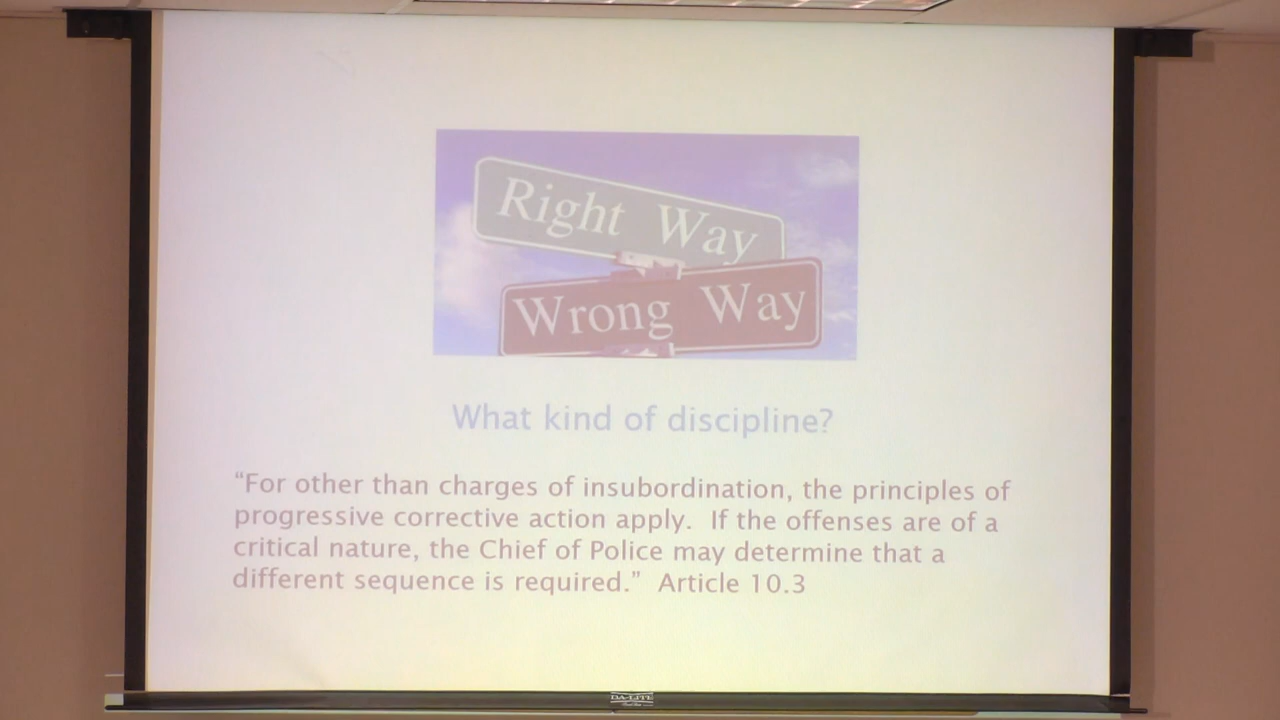 Right Way
Wrong Way
What kind of discipline?
“For other than charges of insubordination, the principles of
progressive corrective action apply. If the offenses are of a
critical nature, the Chief of Police may determine that a
different sequence is required.” Article 10.3
DA-LITE